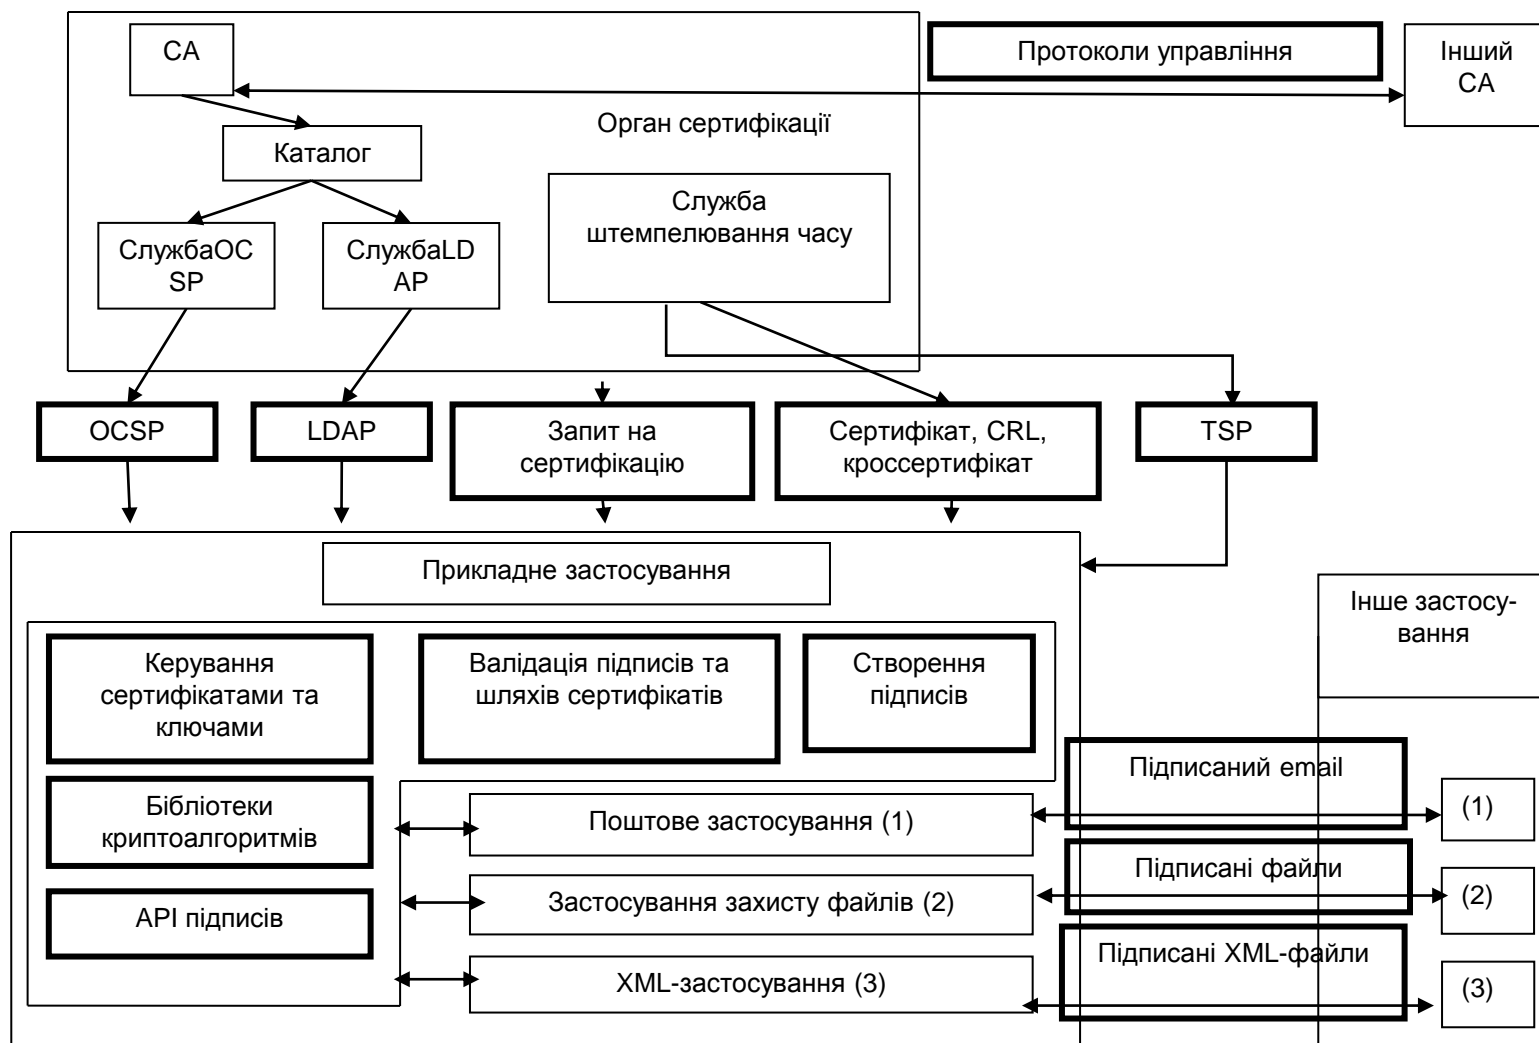 CA
Протоколи управління
Інший
CA
Орган сертифікації
Каталог
Служба
штемпелювання часу
СлужбаOC
SP
СлужбаLD
AP
OCSP
LDAP
Запит на
сертифікацію
Сертифікат, CRL,
кроссертифікат
TSP
Прикладне застосування
Інше застосу-
вання
Керування
сертифікатами та
ключами
Валідація підписів та
шляхів сертифікатів
Створення
підписів
Підписаний email
Бібліотеки
криптоалгоритмів
Поштове застосування (1)
(1)
Підписані файли
API підписів
Застосування захисту файлів (2)
(2)
Підписані XML-файли
XML-застосування (3)
(3)